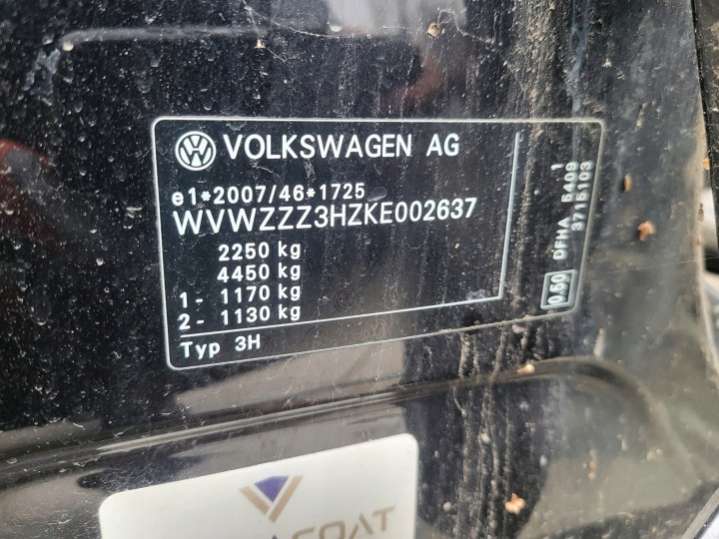 VOLKSWAGEN AG
e1*2007/46*1725
WVWZZZ3HZKE002637
2250 kg
4450 kg
1- 1170 kg
2- 1130 kg
Typ 3H
0.50 DFHA 5409 1
3715103